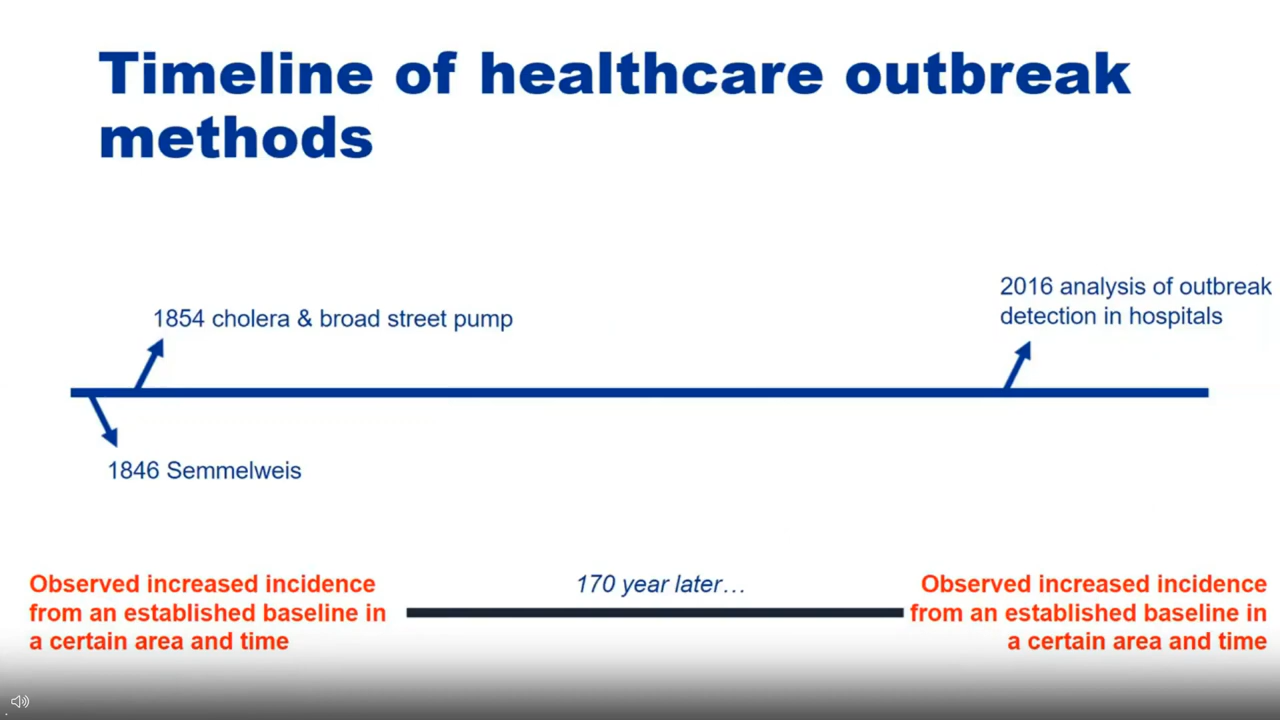 Timeline of healthcare outbreak
methods
2016 analysis of outbreak
detection in hospitals
1854 cholera & broad street pump
1846 Semmelweis
Observed increased incidence
from an established baseline in
a certain area and time
170 year later…
Observed increased incidence
from an established baseline in
a certain area and time